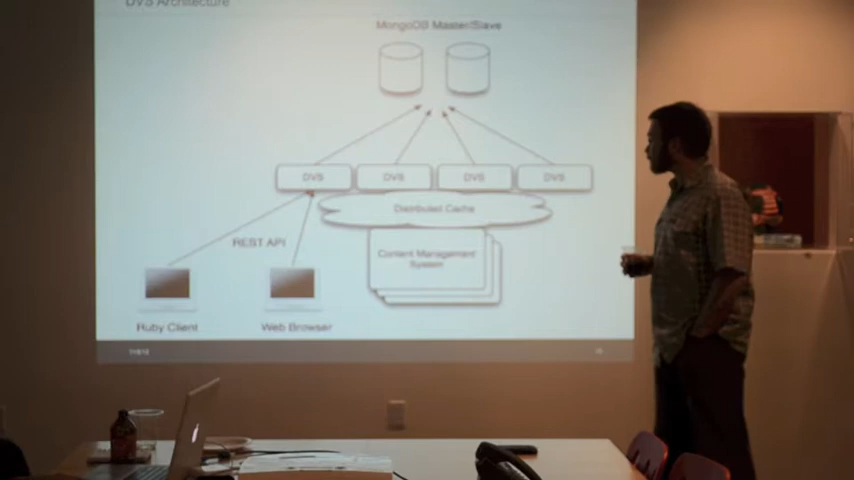 DVS Architecture
MongoDB Master/Slave
DVS DVS DVS DVS
Distributed Cache
REST API
Content Management
System
Ruby Client
Web Browser